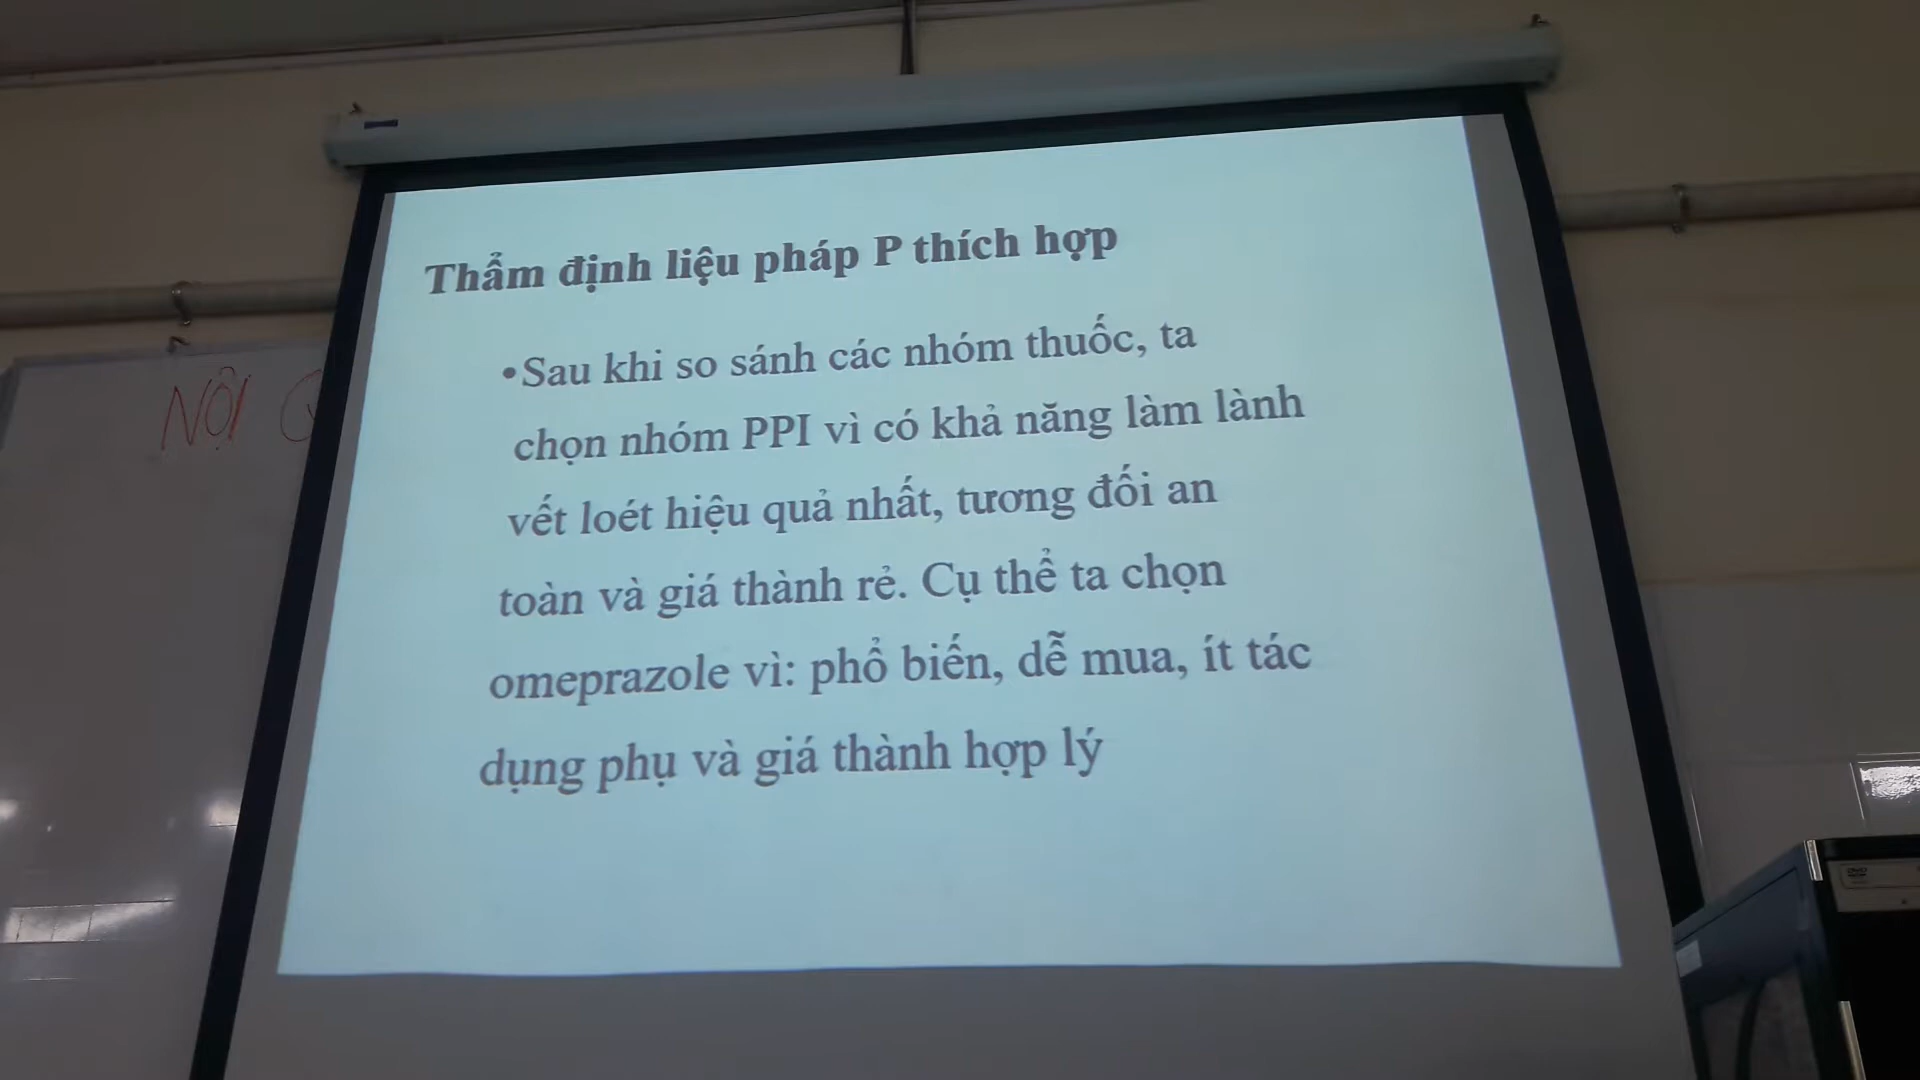 Thẩm định liệu pháp P thích hợp
•Sau khi so sánh các nhóm thuốc, ta
chọn nhóm PPI vì có khả năng làm lành
vết loét hiệu quả nhất, tương đối an
toàn và giá thành rẻ. Cụ thể ta chọn
omeprazole vì: phổ biến, dễ mua, ít tác
dụng phụ và giá thành hợp lý
NỘI